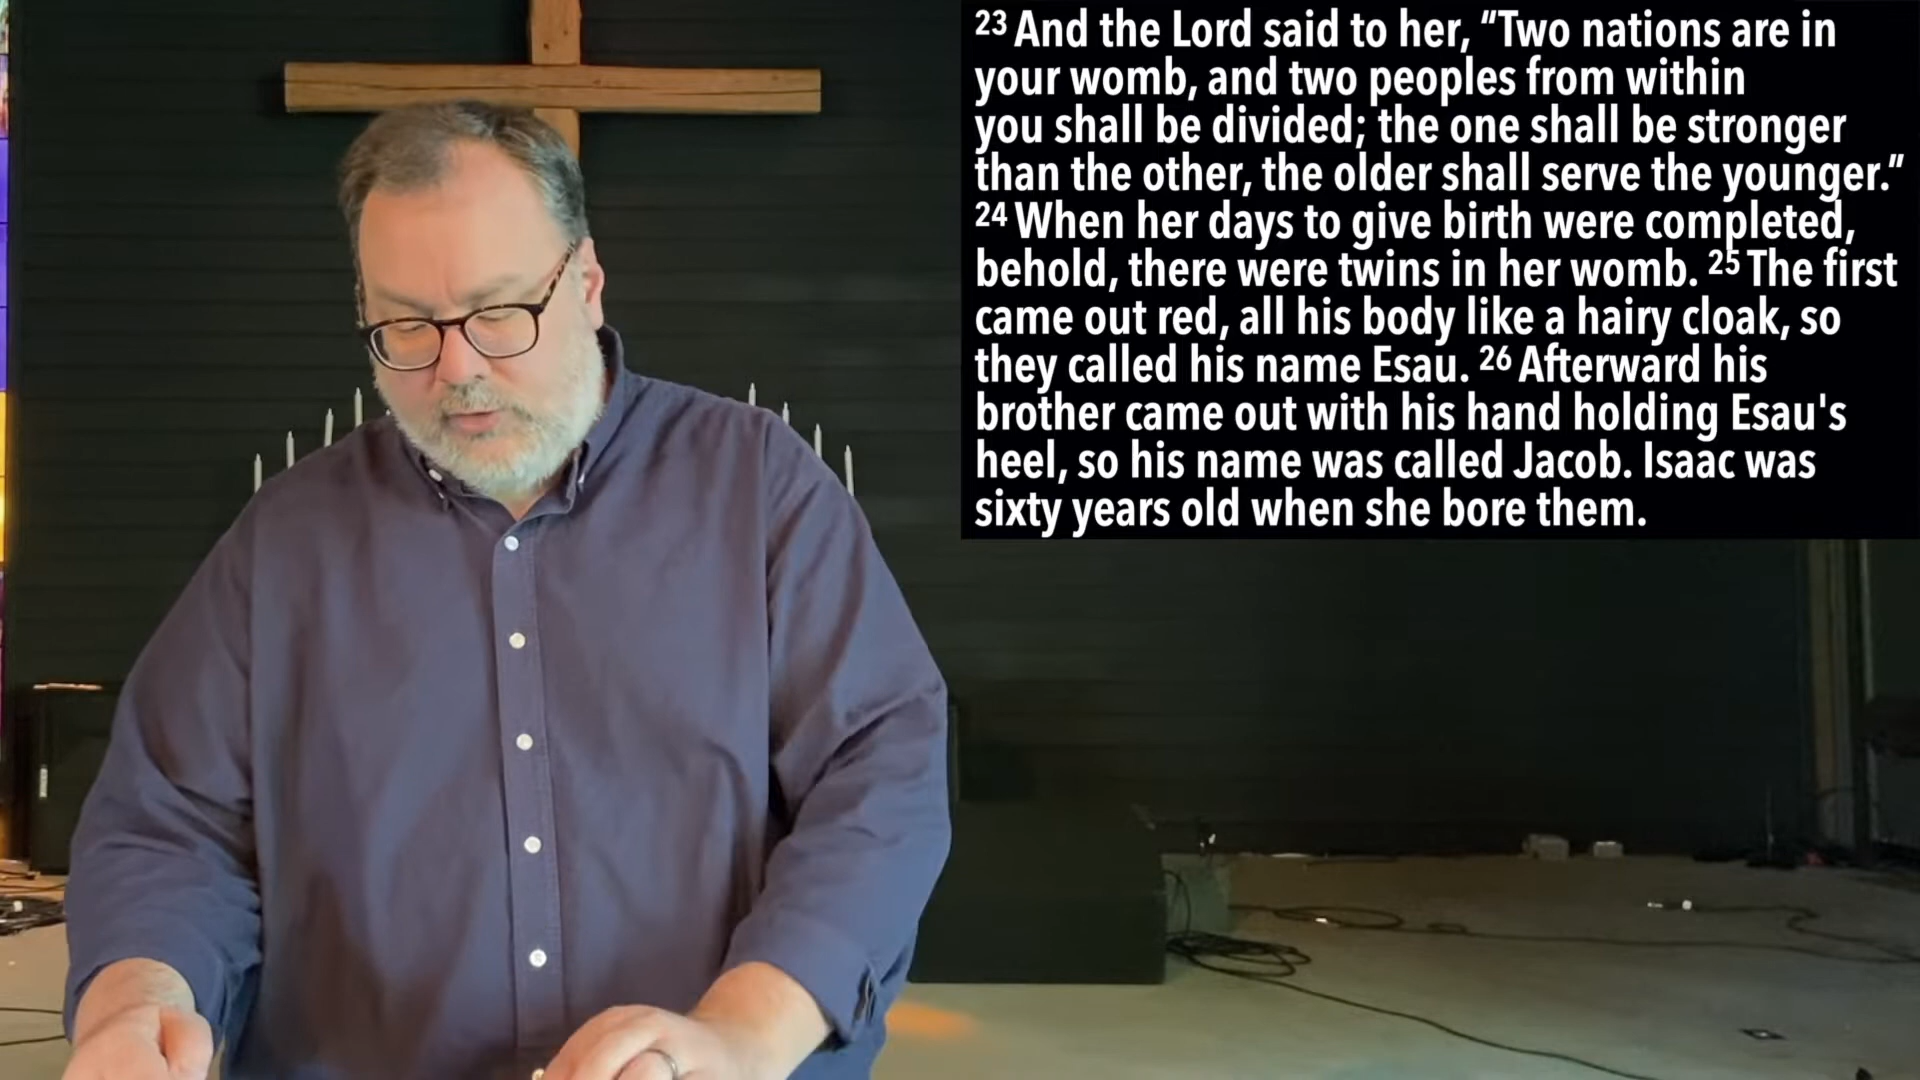 23 And the Lord said to her, “Two nations are in
your womb, and two peoples from within
you shall be divided; the one shall be stronger
than the other, the older shall serve the younger.”
24 When her days to give birth were completed,
behold, there were twins in her womb. 25 The first
came out red, all his body like a hairy cloak, so
they called his name Esau. 26 Afterward his
brother came out with his hand holding Esau's
heel, so his name was called Jacob. Isaac was
sixty years old when she bore them.